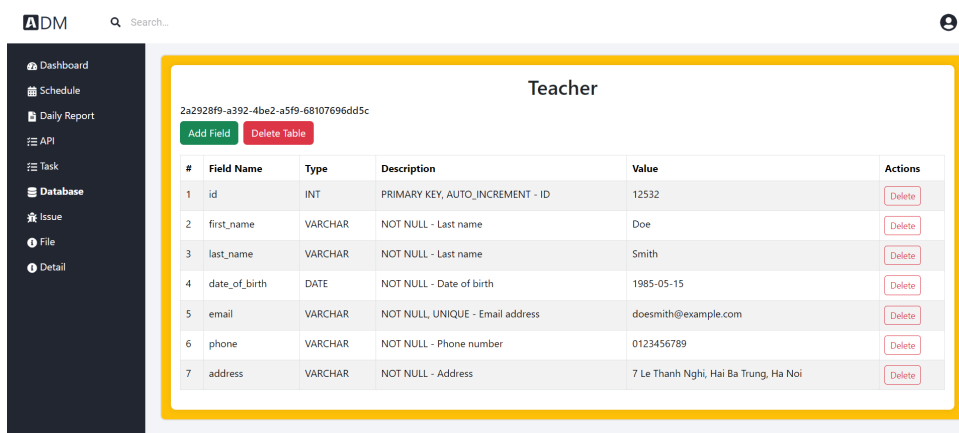 ADM
Search...
Dashboard
Schedule
Daily Report
API
Task
Database
Issue
File
Detail
Teacher
2a2928f9-a392-4be2-a5f9-68107696dd5c
Add Field Delete Table
# Field Name Type Description Value Actions
1 id INT PRIMARY KEY, AUTO_INCREMENT - ID 12532 Delete
2 first_name VARCHAR NOT NULL - Last name Doe Delete
3 last_name VARCHAR NOT NULL - Last name Smith Delete
4 date_of_birth DATE NOT NULL - Date of birth 1985-05-15 Delete
5 email VARCHAR NOT NULL, UNIQUE - Email address doesmith@example.com Delete
6 phone VARCHAR NOT NULL - Phone number 0123456789 Delete
7 address VARCHAR NOT NULL - Address 7 Le Thanh Nghi, Hai Ba Trung, Ha Noi Delete